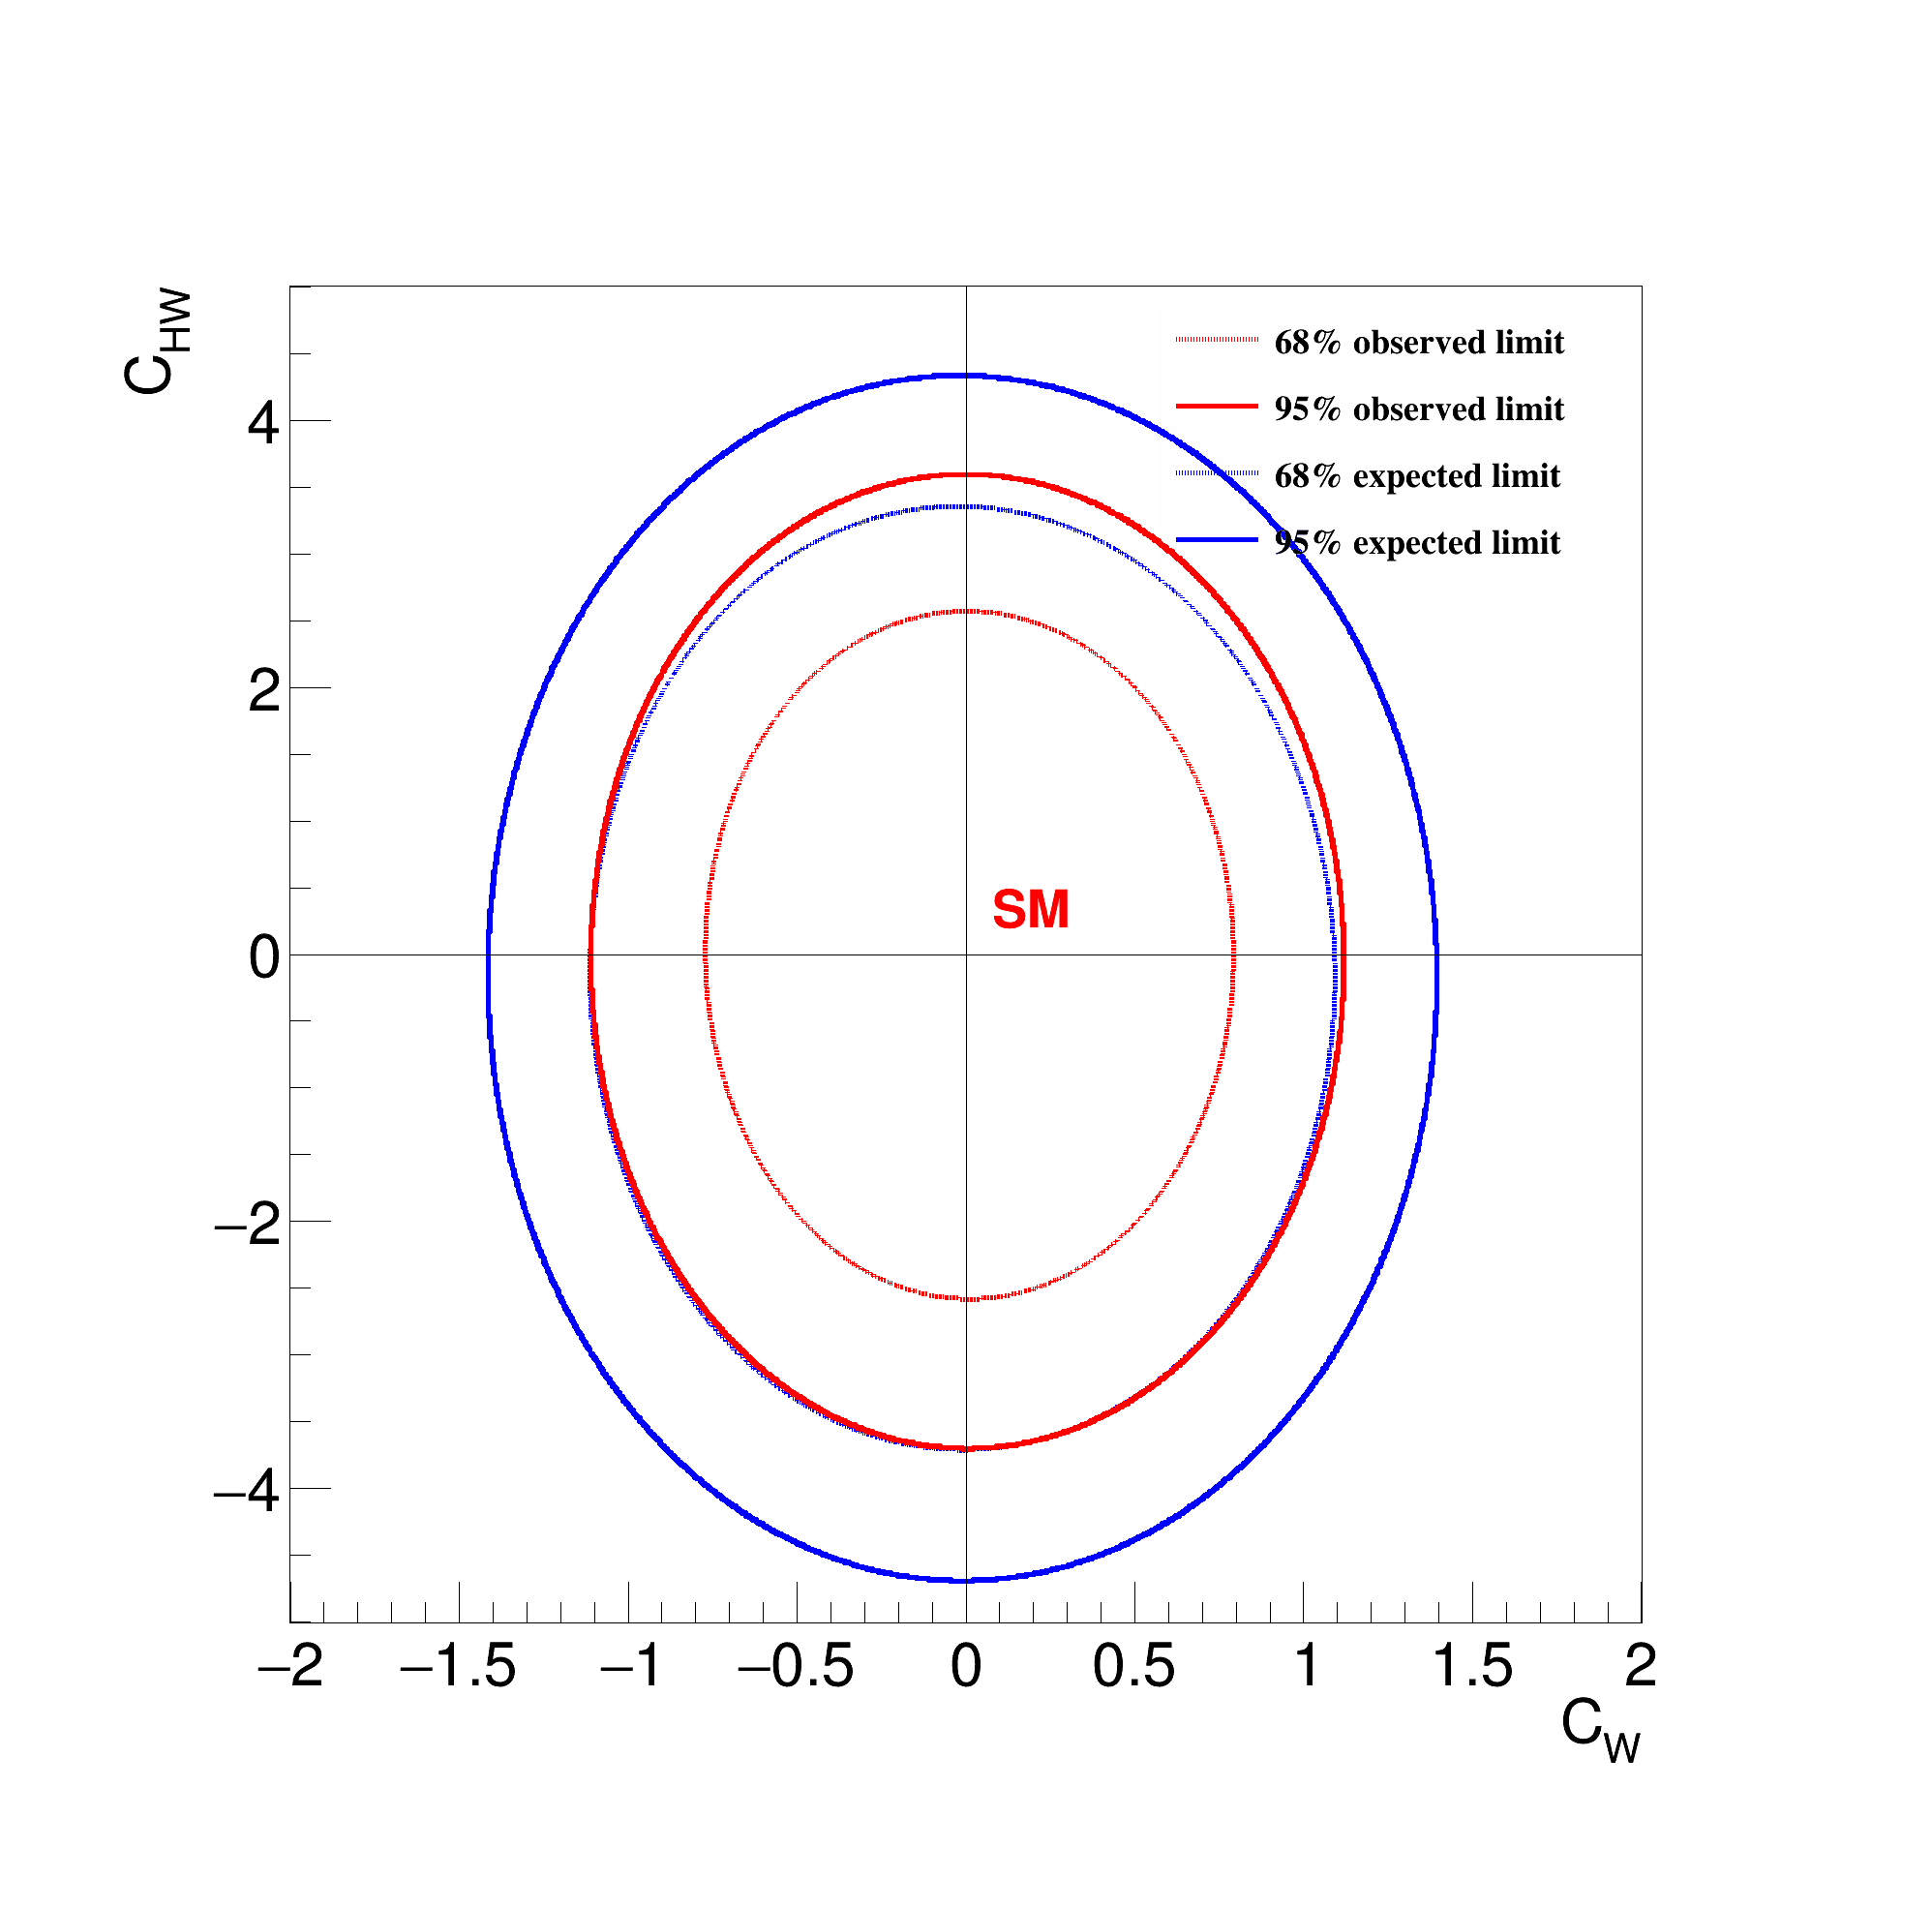 C_HW
68% observed limit
95% observed limit
68% expected limit
95% expected limit
4
2
0
−2
−4
SM
−2 −1.5 −1 −0.5 0 0.5 1 1.5 2
C_W